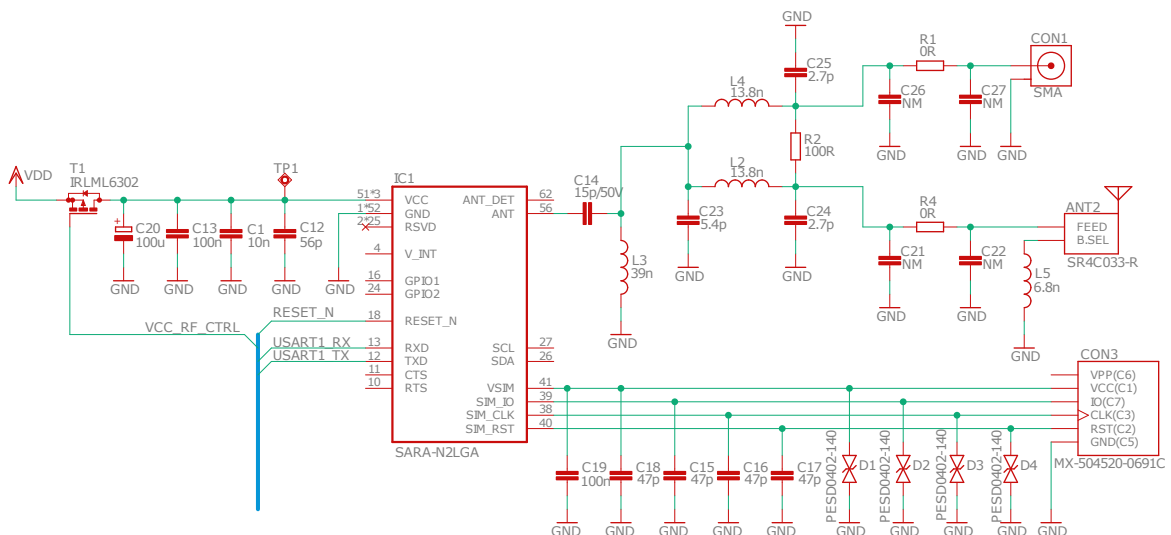 GND
C25
2.7p
R1
0R
CON1
SMA
L4
13.8n
C26
NM
C27
NM
GND
GND
GND
R2
100R
VDD
T1
IRLML6302
TP1
C20
100u
C13
100n
C1
10n
C12
56p
GND
GND
GND
GND
GND
IC1
51*3
VCC
1*52
GND
2*25
RSVD
4
V_INT
16
GPIO1
24
GPIO2
18
RESET_N
13
RXD
12
TXD
11
CTS
10
RTS
ANT_DET
62
ANT
56
SCL
27
SDA
26
VSIM
41
SIM_IO
39
SIM_CLK
38
SIM_RST
40
SARA-N2LGA
VCC_RF_CTRL
RESET_N
USART1_RX
USART1_TX
C14
15p/50V
L3
39n
GND
L2
13.8n
C23
5.4p
GND
C24
2.7p
GND
R4
0R
C21
NM
GND
C22
NM
GND
ANT2
FEED
B.SEL
SR4C033-R
L5
6.8n
GND
CON3
VPP(C6)
VCC(C1)
IO(C7)
CLK(C3)
RST(C2)
GND(C5)
MX-504520-0691C
C19
100n
C18
47p
C15
47p
C16
47p
C17
47p
PESD0402-140
D1
PESD0402-140
D2
PESD0402-140
D3
PESD0402-140
D4
GND
GND
GND
GND
GND
GND
GND
GND
GND
GND